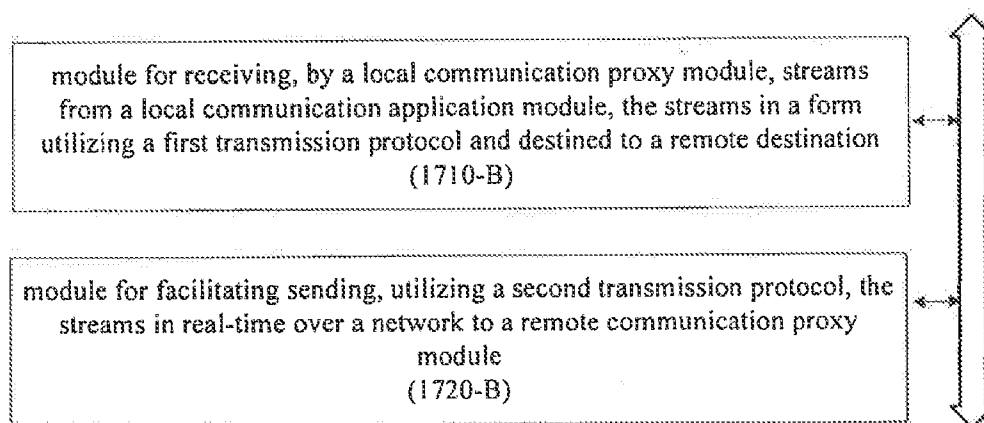 module for receiving, by a local communication proxy module, streams
from a local communication application module, the streams in a form
utilizing a first transmission protocol and destined to a remote destination
(1710-B)
module for facilitating sending, utilizing a second transmission protocol, the
streams in real-time over a network to a remote communication proxy
module
(1720-B)